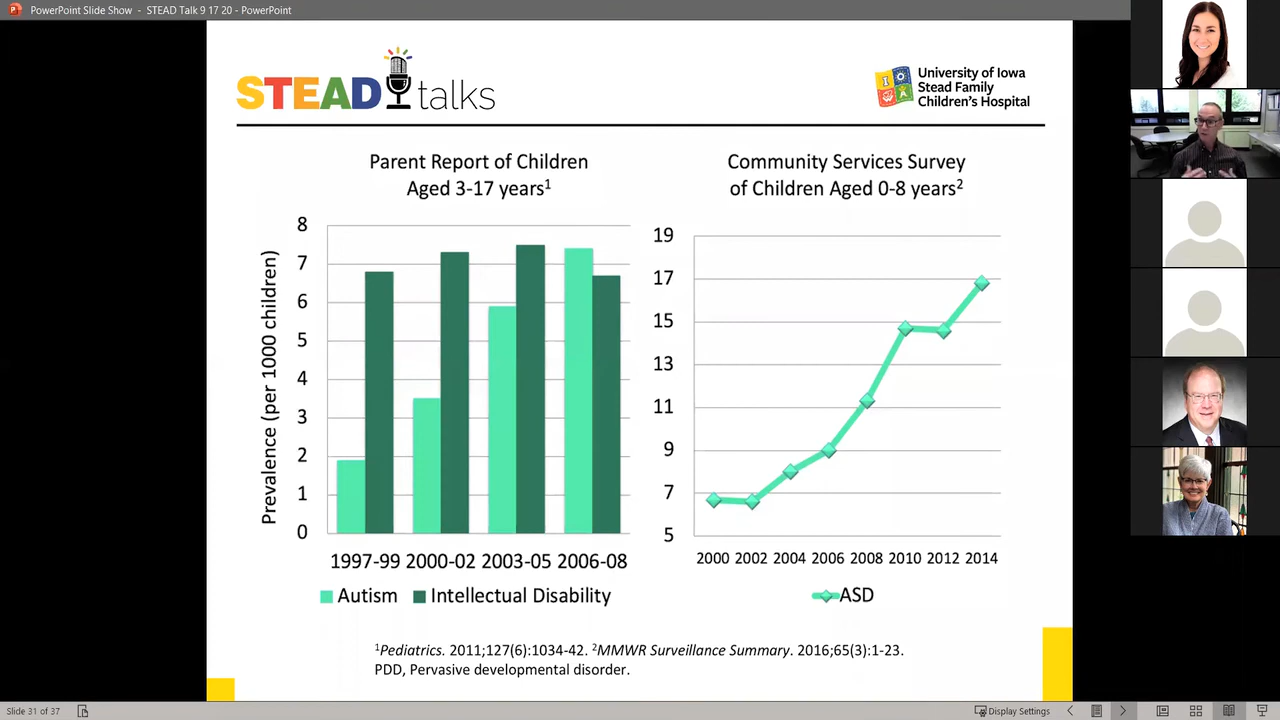 PowerPoint Slide Show - STEAD Talk 9 17 20 - PowerPoint
STEAD talks
University of Iowa
Stead Family
Children's Hospital
Parent Report of Children
Aged 3-17 years1
Prevalence (per 1000 children)
8
7
6
5
4
3
2
1
0
1997-99 2000-02 2003-05 2006-08
Autism Intellectual Disability
Community Services Survey
of Children Aged 0-8 years2
19
17
15
13
11
9
7
5
2000 2002 2004 2006 2008 2010 2012 2014
ASD
1Pediatrics. 2011;127(6):1034-42. 2MMWR Surveillance Summary. 2016;65(3):1-23.
PDD, Pervasive developmental disorder.
Slide 31 of 37
Display Settings